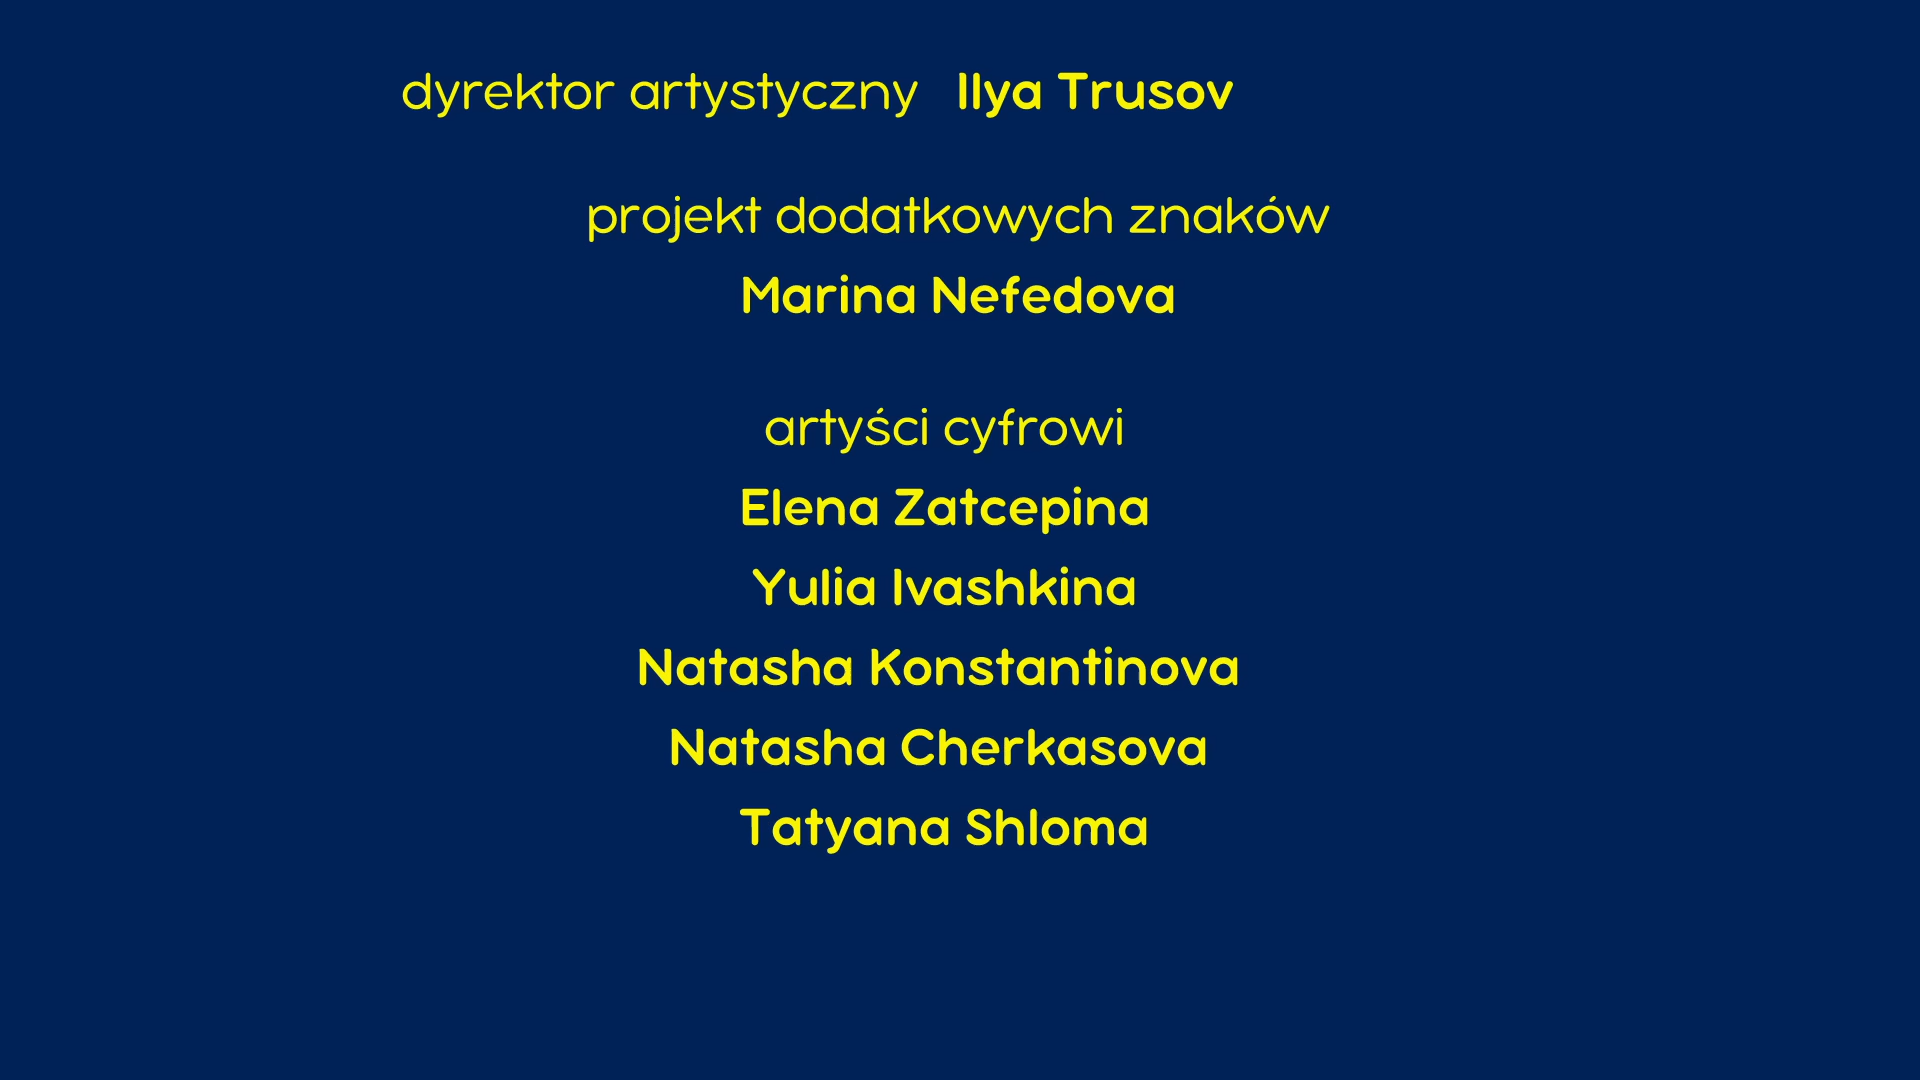 dyrektor artystyczny Ilya Trusov
projekt dodatkowych znaków
Marina Nefedova
artyści cyfrowi
Elena Zatcepina
Yulia Ivashkina
Natasha Konstantinova
Natasha Cherkasova
Tatyana Shloma